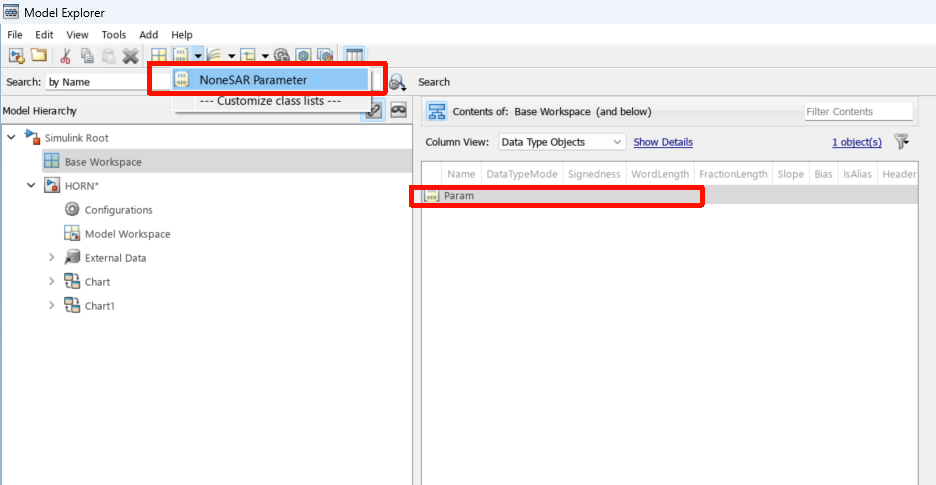 Model Explorer
File Edit View Tools Add Help
Search: by Name
NoneSAR Parameter
--- Customize class lists ---
Search
Model Hierarchy
Simulink Root
Base Workspace
HORN*
Configurations
Model Workspace
External Data
Chart
Chart1
Contents of: Base Workspace (and below)
Filter Contents
Column View: Data Type Objects Show Details 1 object(s)
Name DataTypeMode Signedness WordLength FractionLength Slope Bias IsAlias Header
Param